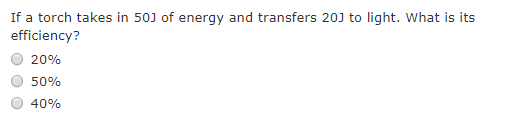 If a torch takes in 50J of energy and transfers 20J to light. What is its
efficiency?
20%
50%
40%